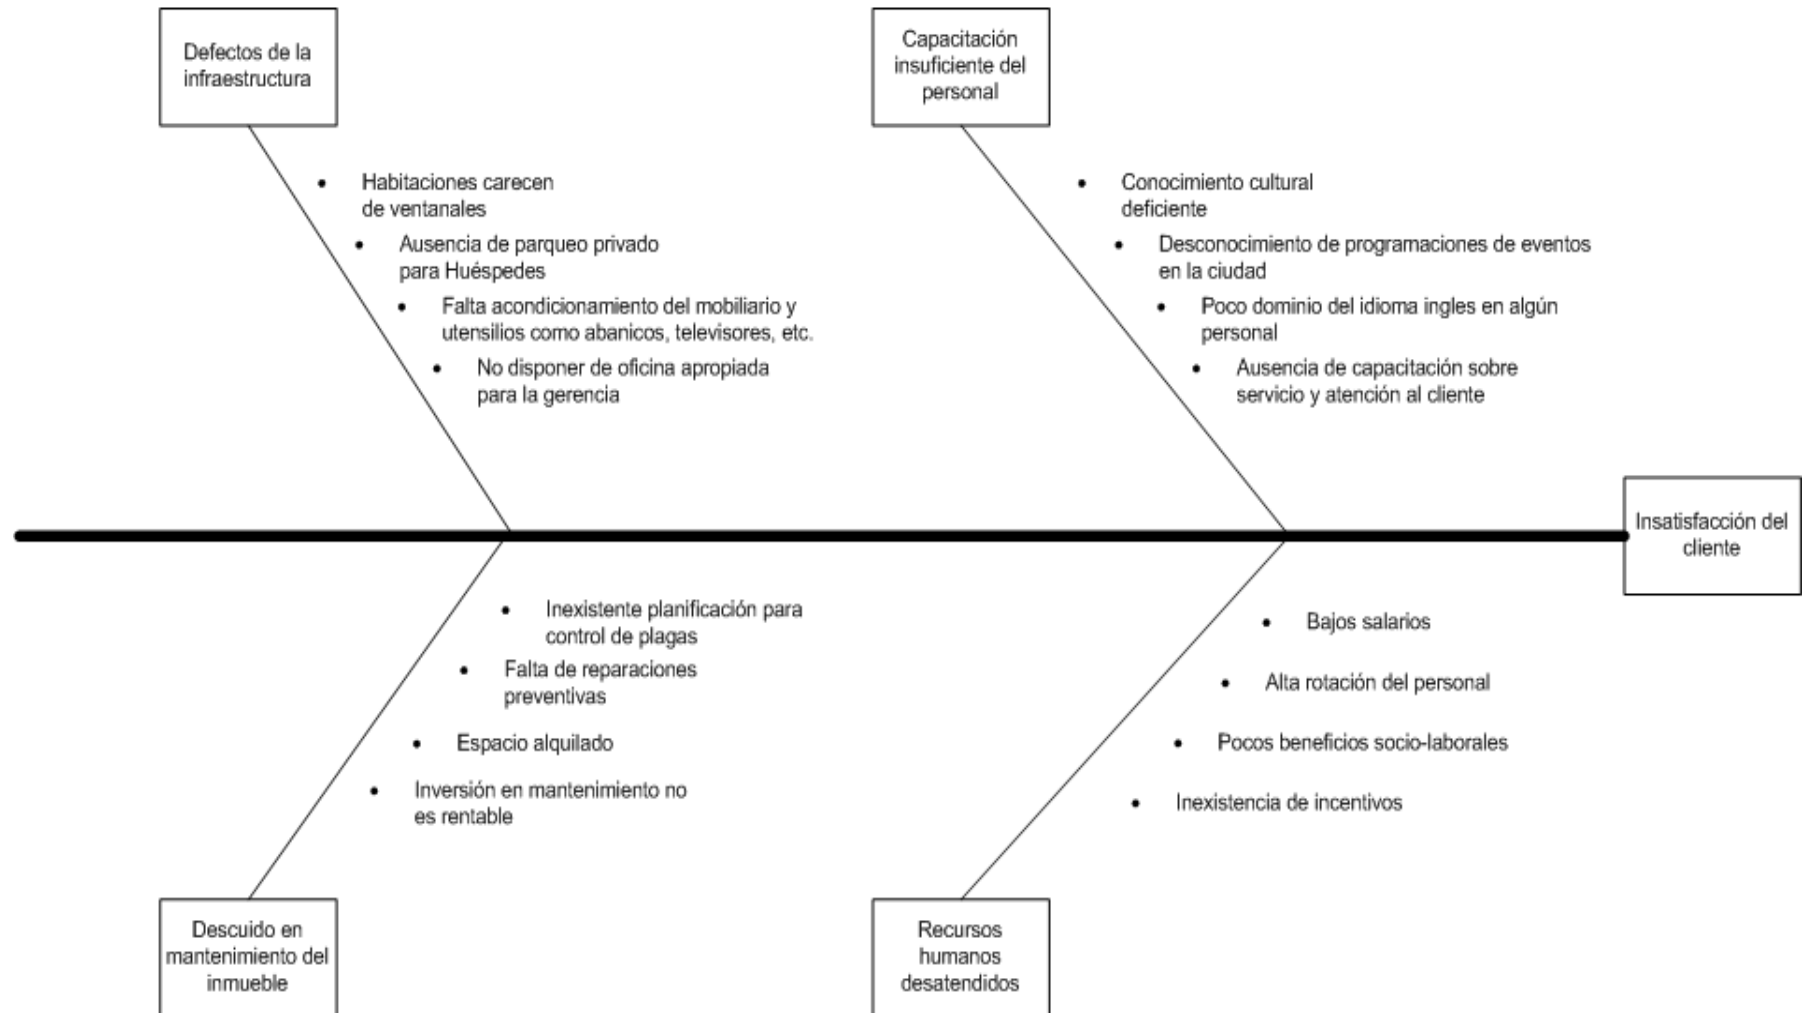 Defectos de la
infraestructura
Capacitación
insuficiente del
personal
• Habitaciones carecen
de ventanales
• Ausencia de parqueo privado
para Huéspedes
• Falta acondicionamiento del mobiliario y
utensilios como abanicos, televisores, etc.
• No disponer de oficina apropiada
para la gerencia
• Conocimiento cultural
deficiente
• Desconocimiento de programaciones de eventos
en la ciudad
• Poco dominio del idioma ingles en algún
personal
• Ausencia de capacitación sobre
servicio y atención al cliente
Insatisfacción del
cliente
• Inexistente planificación para
control de plagas
• Falta de reparaciones
preventivas
• Espacio alquilado
• Inversión en mantenimiento no
es rentable
• Bajos salarios
• Alta rotación del personal
• Pocos beneficios socio-laborales
• Inexistencia de incentivos
Descuido en
mantenimiento del
inmueble
Recursos
humanos
desatendidos